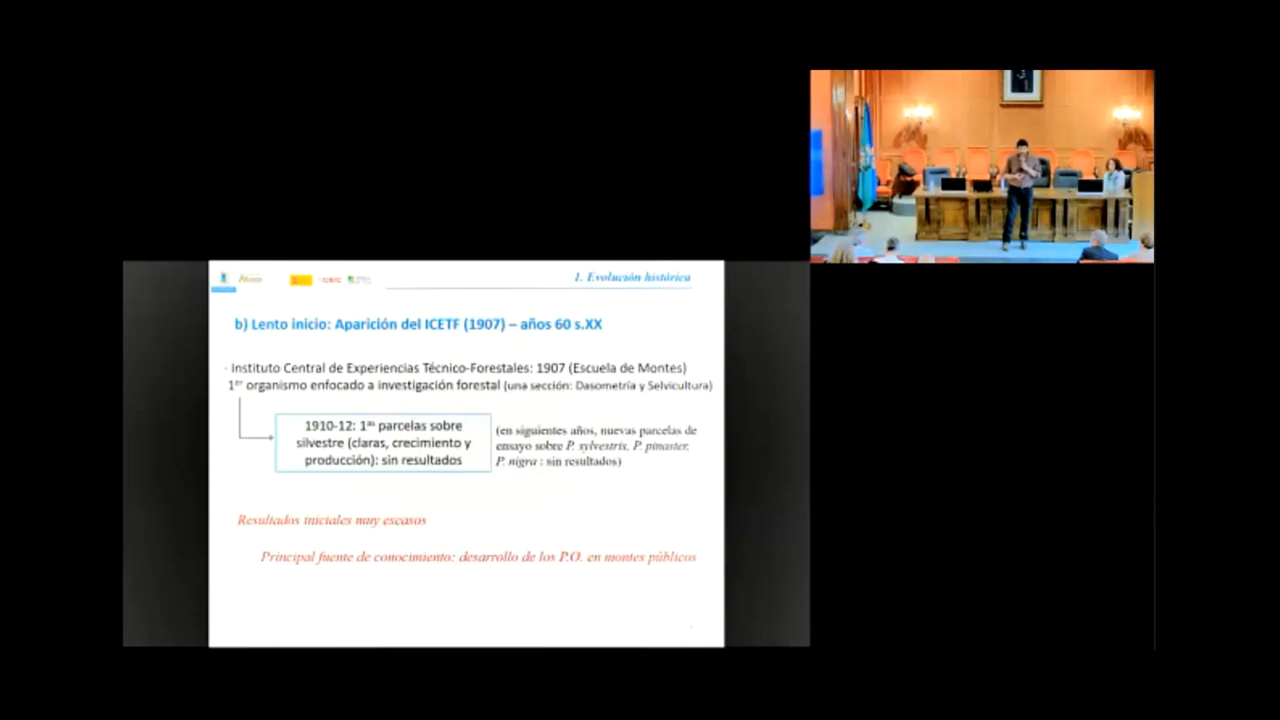 1. Evolución histórica
b) Lento inicio: Aparición del ICETF (1907) – años 60 s.XX
· Instituto Central de Experiencias Técnico-Forestales: 1907 (Escuela de Montes)
1er organismo enfocado a investigación forestal (una sección: Dasometría y Selvicultura)
1910-12: 1as parcelas sobre
silvestre (claras, crecimiento y
producción): sin resultados
(en siguientes años, nuevas parcelas de
ensayo sobre P. sylvestris, P. pinaster,
P. nigra : sin resultados)
Resultados iniciales muy escasos
Principal fuente de conocimiento: desarrollo de los P.O. en montes públicos